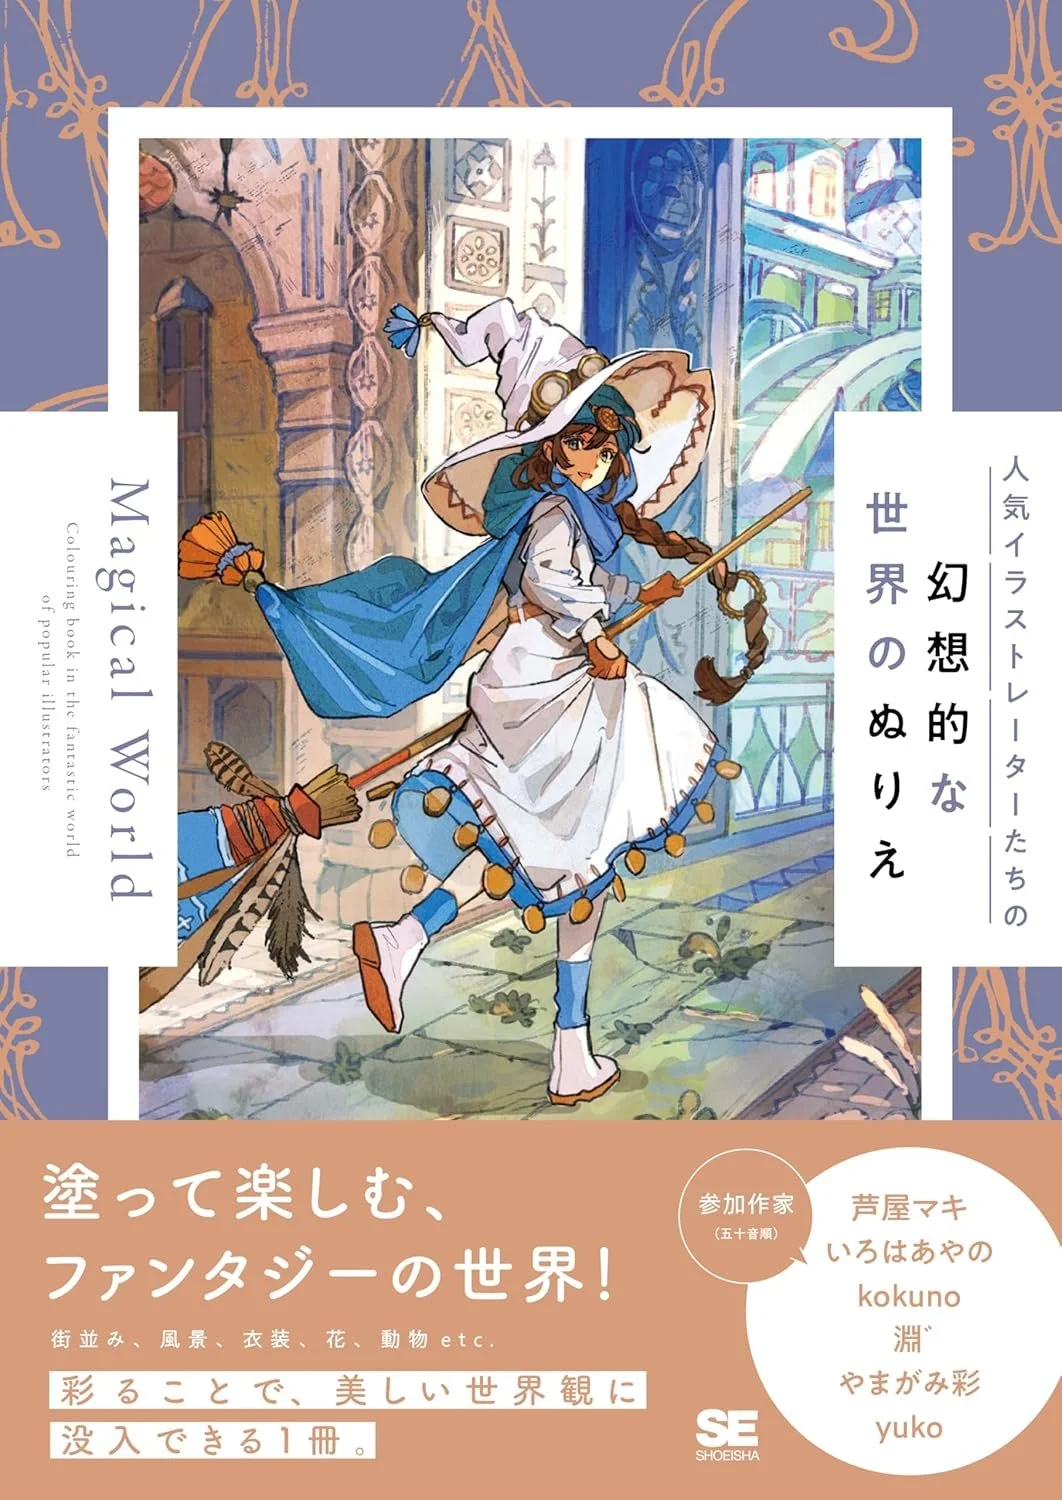 人気イラストレーターたちの
幻想的な
世界のぬりえ
Magical World
Colouring book in the fantastic world
of popular illustrators
塗って楽しむ、
ファンタジーの世界!
街並み、風景、衣装、花、動物 etc.
彩ることで、美しい世界観に
没入できる1冊。
参加作家
(五十音順)
芦屋マキ
いろはあやの
kokuno
淵゛
やまがみ彩
yuko
SE
SHOEISHA